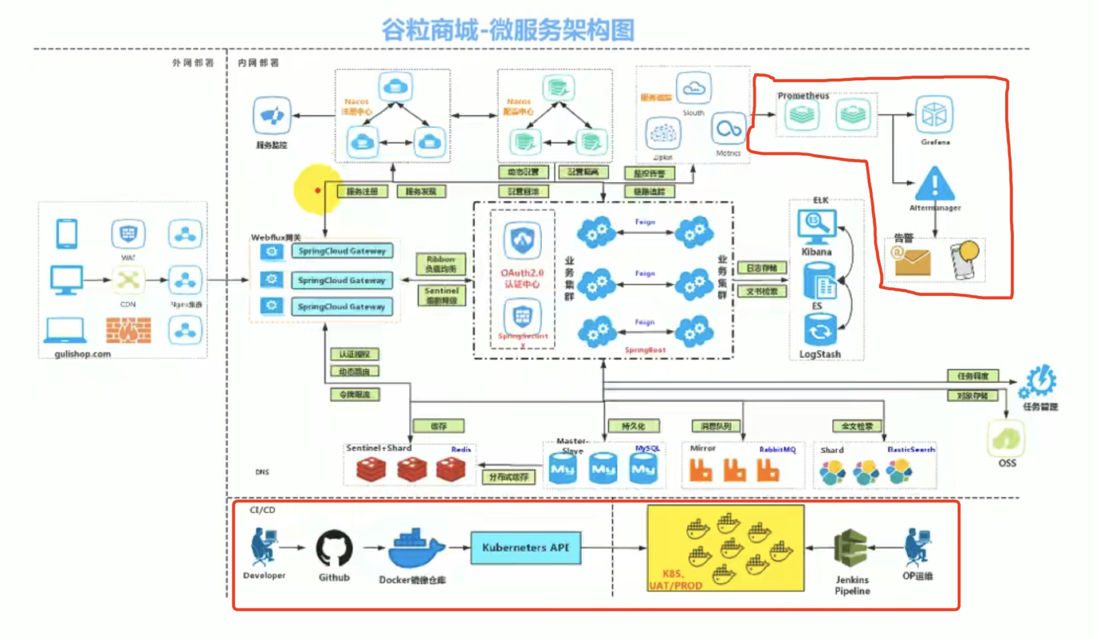 谷粒商城-微服务架构图
外网部署
内网部署
Nacos
注册中心
Nacos
配置中心
服务追踪
Slouth
Zipkin
Metrics
Prometheus
Grafana
服务监控
动态配置
配置隔离
监控告警
服务注册
服务发现
配置回滚
链路追踪
Altermanager
告警
ELK
Kibana
ES
LogStash
WAF
CDN
Nginx集群
gulishop.com
Webflux网关
SpringCloud Gateway
SpringCloud Gateway
SpringCloud Gateway
Ribbon
负载均衡
Sentinel
熔断降级
OAuth2.0
认证中心
业务集群
Feign
Feign
Feign
SpringBoot
业务集群
日志存储
文书检索
认证授权
动态路由
令牌限流
任务调度
对象存储
任务管理
OSS
缓存
持久化
消息队列
全文检索
Sentinel+Shard
Redis
分布式缓存
Master-
Slave
MySQL
Mirror
RabbitMQ
Shard
ElasticSearch
DNS
CI/CD
Developer
Github
Docker镜像仓库
Kuberneters API
K8S、
UAT/PROD
Jenkins
Pipeline
OP运维